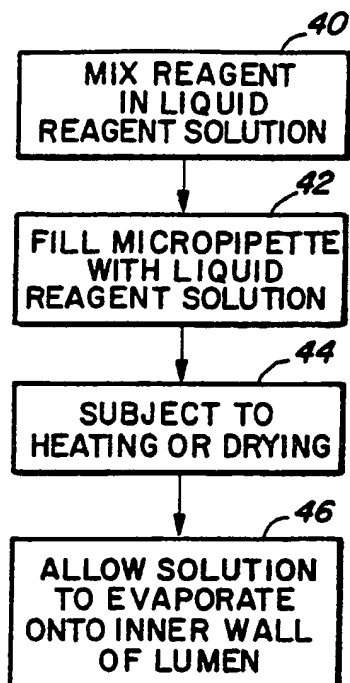 40
MIX REAGENT
IN LIQUID
REAGENT SOLUTION
42
FILL MICROPIPETTE
WITH LIQUID
REAGENT SOLUTION
44
SUBJECT TO
HEATING OR DRYING
46
ALLOW SOLUTION
TO EVAPORATE
ONTO INNER WALL
OF LUMEN